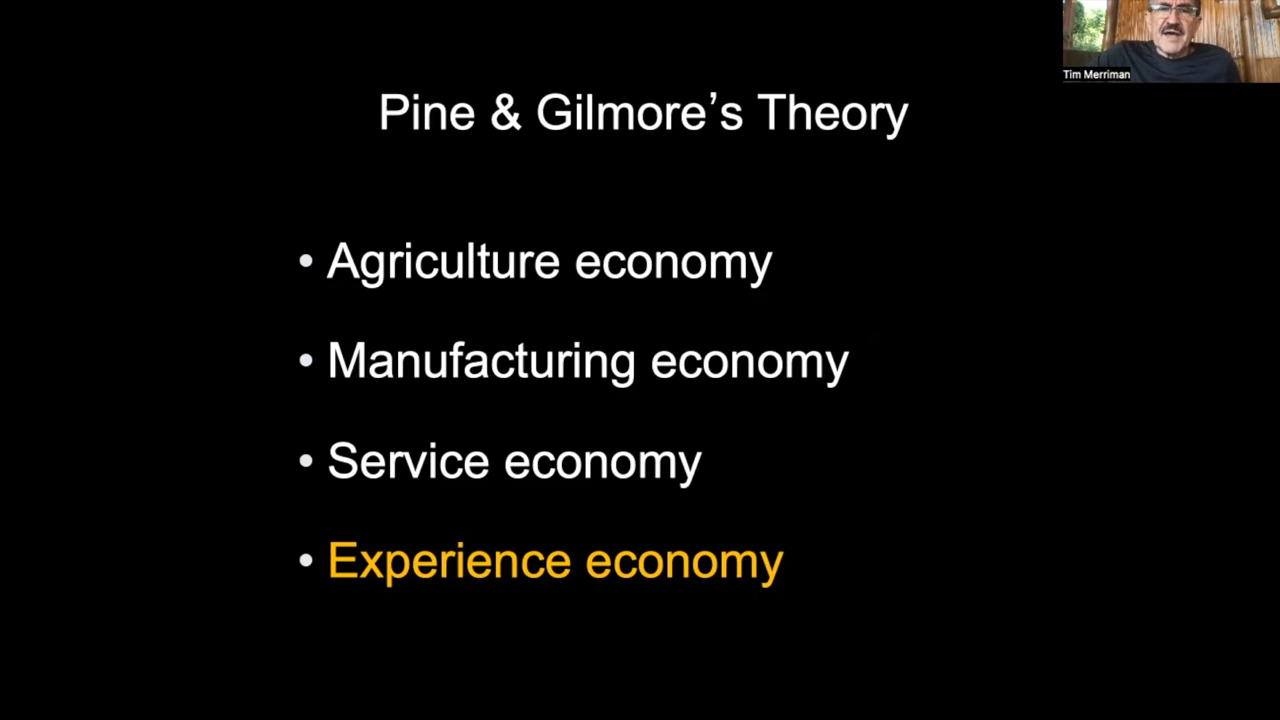 Tim Merriman
Pine & Gilmore’s Theory
• Agriculture economy
• Manufacturing economy
• Service economy
• Experience economy